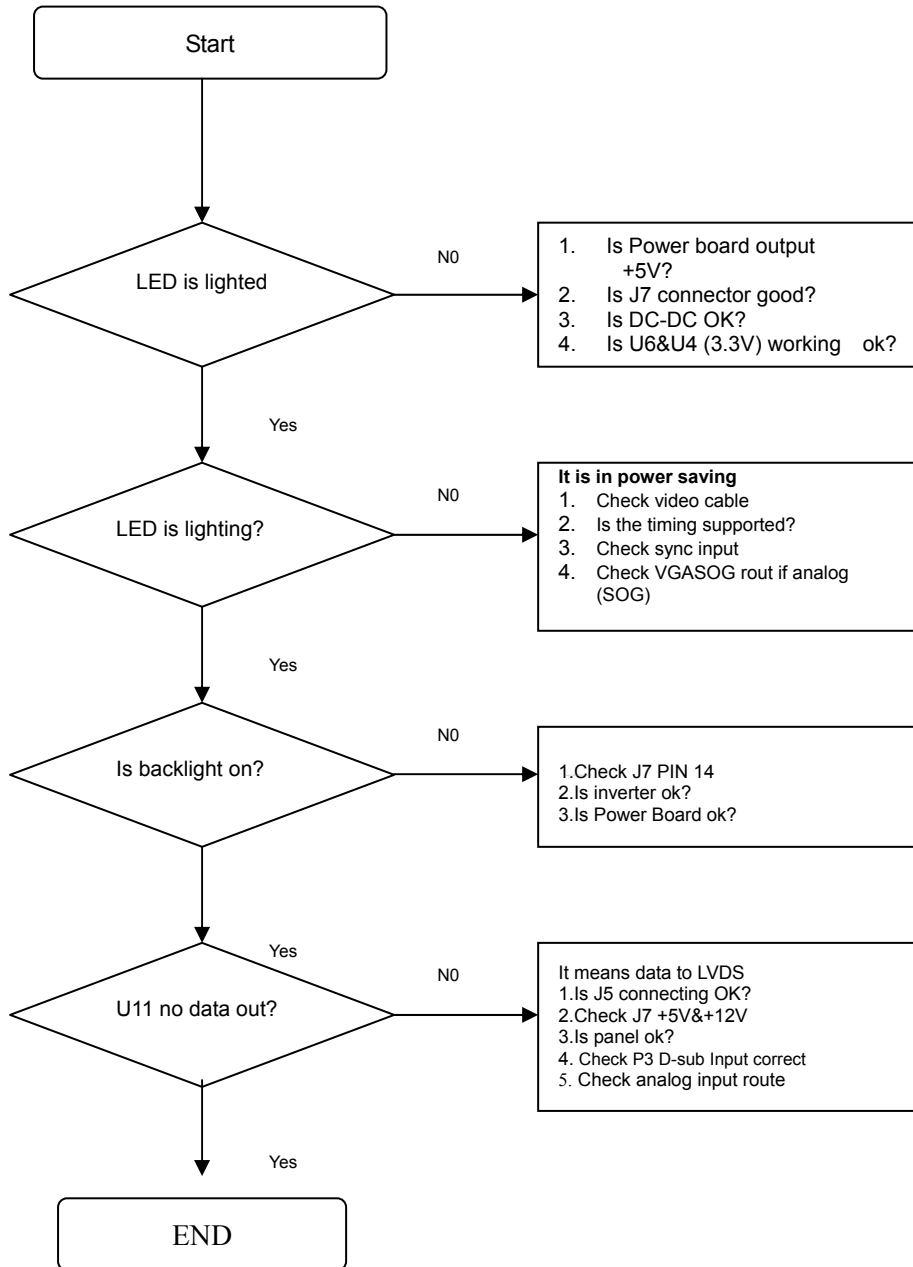 Start
LED is lighted
N0
1. Is Power board output
+5V?
2. Is J7 connector good?
3. Is DC-DC OK?
4. Is U6&U4 (3.3V) working ok?
Yes
LED is lighting?
N0
It is in power saving
1. Check video cable
2. Is the timing supported?
3. Check sync input
4. Check VGASOG rout if analog
(SOG)
Yes
Is backlight on?
N0
1.Check J7 PIN 14
2.Is inverter ok?
3.Is Power Board ok?
Yes
U11 no data out?
N0
It means data to LVDS
1.Is J5 connecting OK?
2.Check J7 +5V&+12V
3.Is panel ok?
4. Check P3 D-sub Input correct
5. Check analog input route
Yes
END